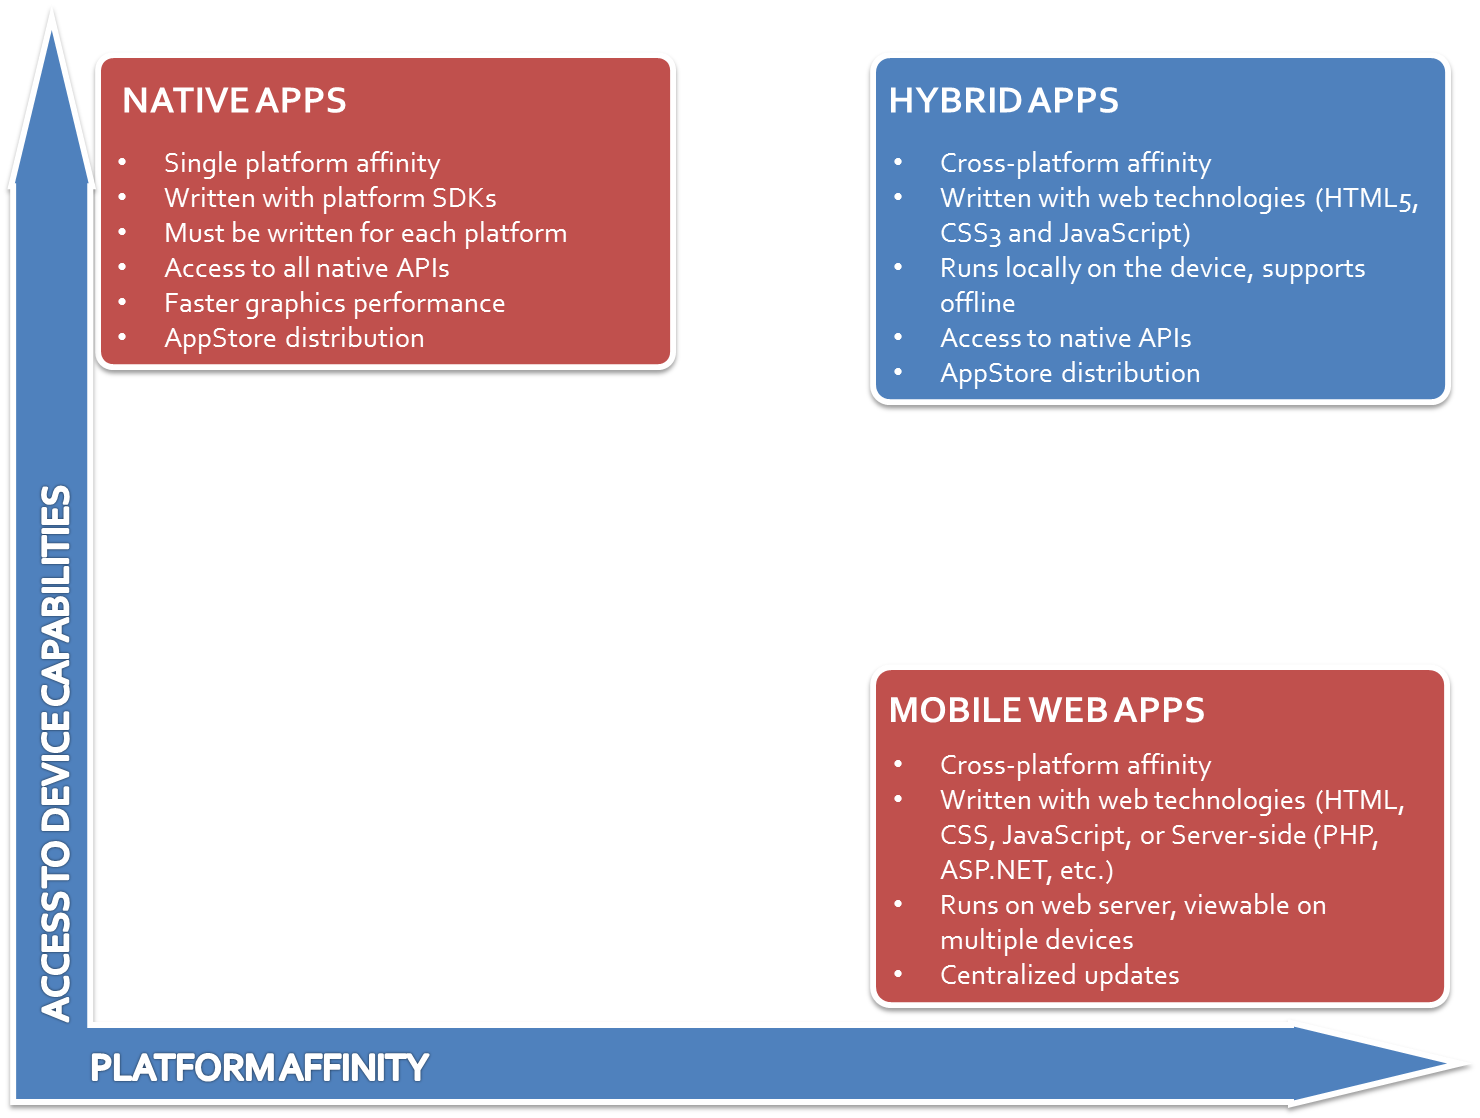 NATIVE APPS
• Single platform affinity
• Written with platform SDKs
• Must be written for each platform
• Access to all native APIs
• Faster graphics performance
• AppStore distribution
HYBRID APPS
• Cross-platform affinity
• Written with web technologies (HTML5,
CSS3 and JavaScript)
• Runs locally on the device, supports
offline
• Access to native APIs
• AppStore distribution
MOBILE WEB APPS
• Cross-platform affinity
• Written with web technologies (HTML,
CSS, JavaScript, or Server-side (PHP,
ASP.NET, etc.)
• Runs on web server, viewable on
multiple devices
• Centralized updates
ACCESS TO DEVICE CAPABILITIES
PLATFORM AFFINITY